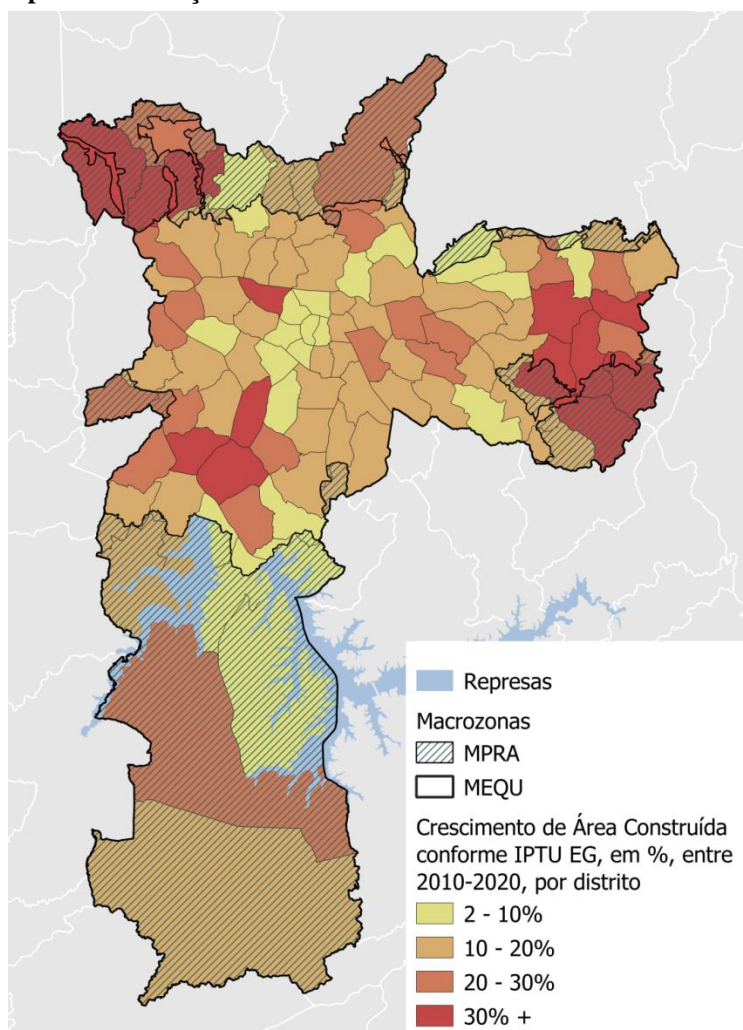 Represas
Macrozonas
MPRA
MEQU
Crescimento de Área Construída
conforme IPTU EG, em %, entre
2010-2020, por distrito
2 - 10%
10 - 20%
20 - 30%
30% +